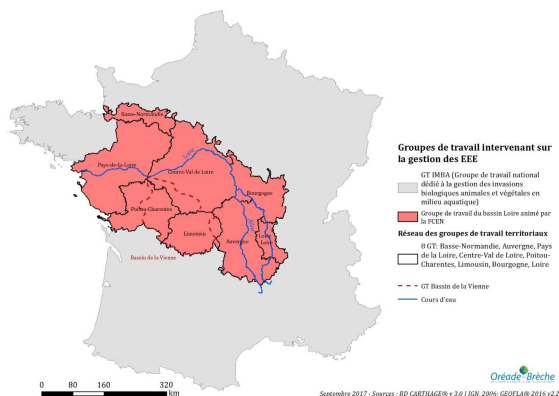 Basse-Normandie
Pays-de-la-Loire
Loire
Centre-Val de Loire
Bourgogne
Poitou-Charentes
Limousin
Auvergne
Loire
Bassin de la Vienne
Groupes de travail intervenant sur
la gestion des EEE
GT IMBA (Groupe de travail national
dédié à la gestion des invasions
biologiques animales et végétales en
milieu aquatique)
Groupe de travail du bassin Loire animé par
la FCEN
Réseau des groupes de travail territoriaux
8 GT: Basse-Normandie, Auvergne, Pays
de la Loire, Centre-Val de Loire, Poitou-
Charentes, Limousin, Bourgogne, Loire
GT Bassin de la Vienne
Cours d'eau
0 80 160 320
km
Oréade-Brèche
Septembre 2017 - Sources : BD CARTHAGE® v 3.0 | IGN, 2006; GEOFLA® 2016 v2.2